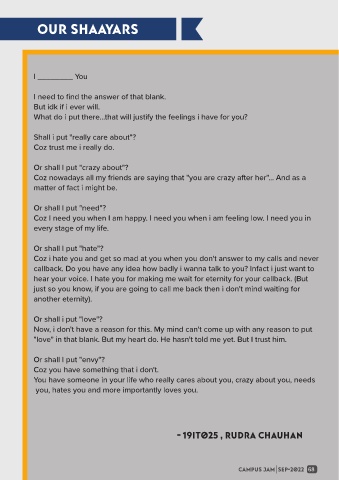 OUR SHAAYARS
I ________ You
I need to find the answer of that blank.
But idk if i ever will.
What do i put there...that will justify the feelings i have for you?
Shall i put "really care about"?
Coz trust me i really do.
Or shall I put "crazy about"?
Coz nowadays all my friends are saying that "you are crazy after her"... And as a
matter of fact i might be.
Or shall I put "need"?
Coz I need you when I am happy, I need you when i am feeling low. I need you in
every stage of my life.
Or shall I put "hate"?
Coz i hate you and get so mad at you when you don't answer to my calls and never
callback. Do you have any idea how badly i wanna talk to you? Infact i just want to
hear your voice. I hate you for making me wait for eternity for your callback. (But
just so you know, if you are going to call me back then i don't mind waiting for
another eternity).
Or shall I put "love"?
Now, i don't have a reason for this. My mind can't come up with any reason to put
"love" in that blank. But my heart do. He hasn't told me yet. But I trust him.
Or shall I put "envy"?
Coz you have something that i don't.
You have someone in your life who really cares about you, crazy about you, needs
you, hates you and more importantly loves you.
- 19IT025 , RUDRA CHAUHAN
CAMPUS JAM | SEP-2022 68